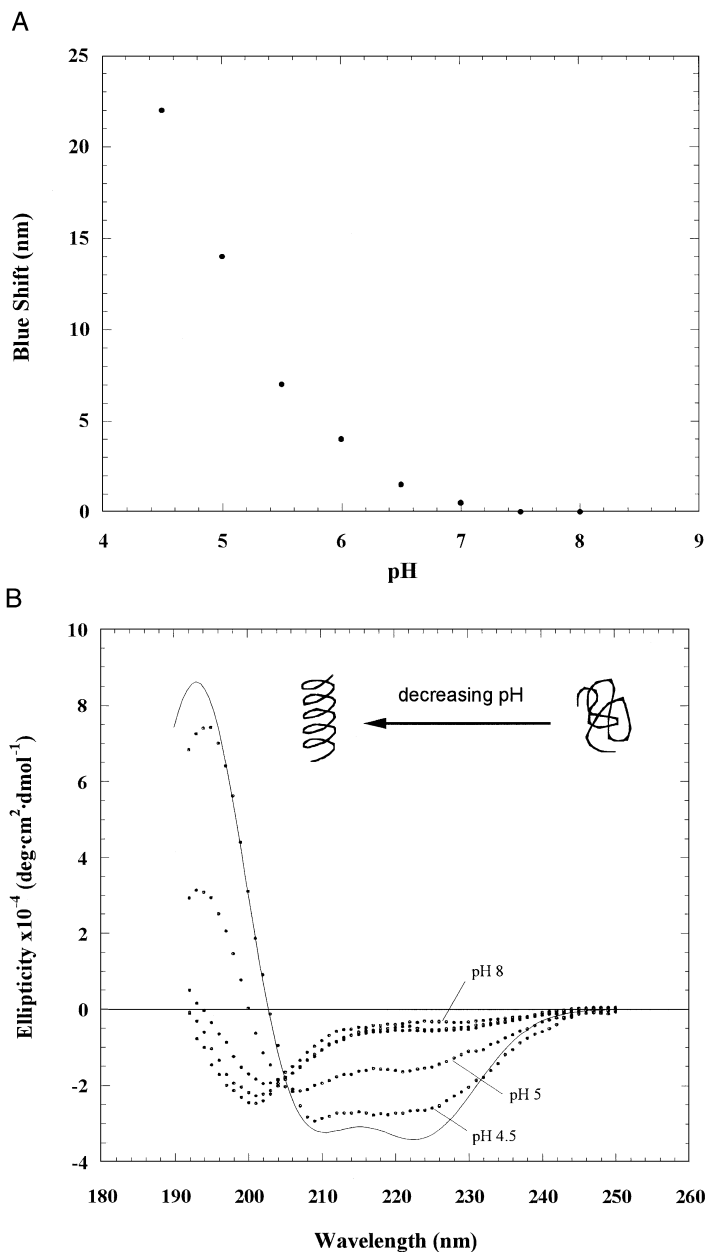 A
25
20
15
10
5
0
Blue Shift (nm)
4 5 6 7 8 9
pH
B
10
8
6
4
2
0
-2
-4
Ellipticity x10⁻⁴ (deg·cm²·dmol⁻¹)
decreasing pH
pH 8
pH 5
pH 4.5
180 190 200 210 220 230 240 250 260
Wavelength (nm)